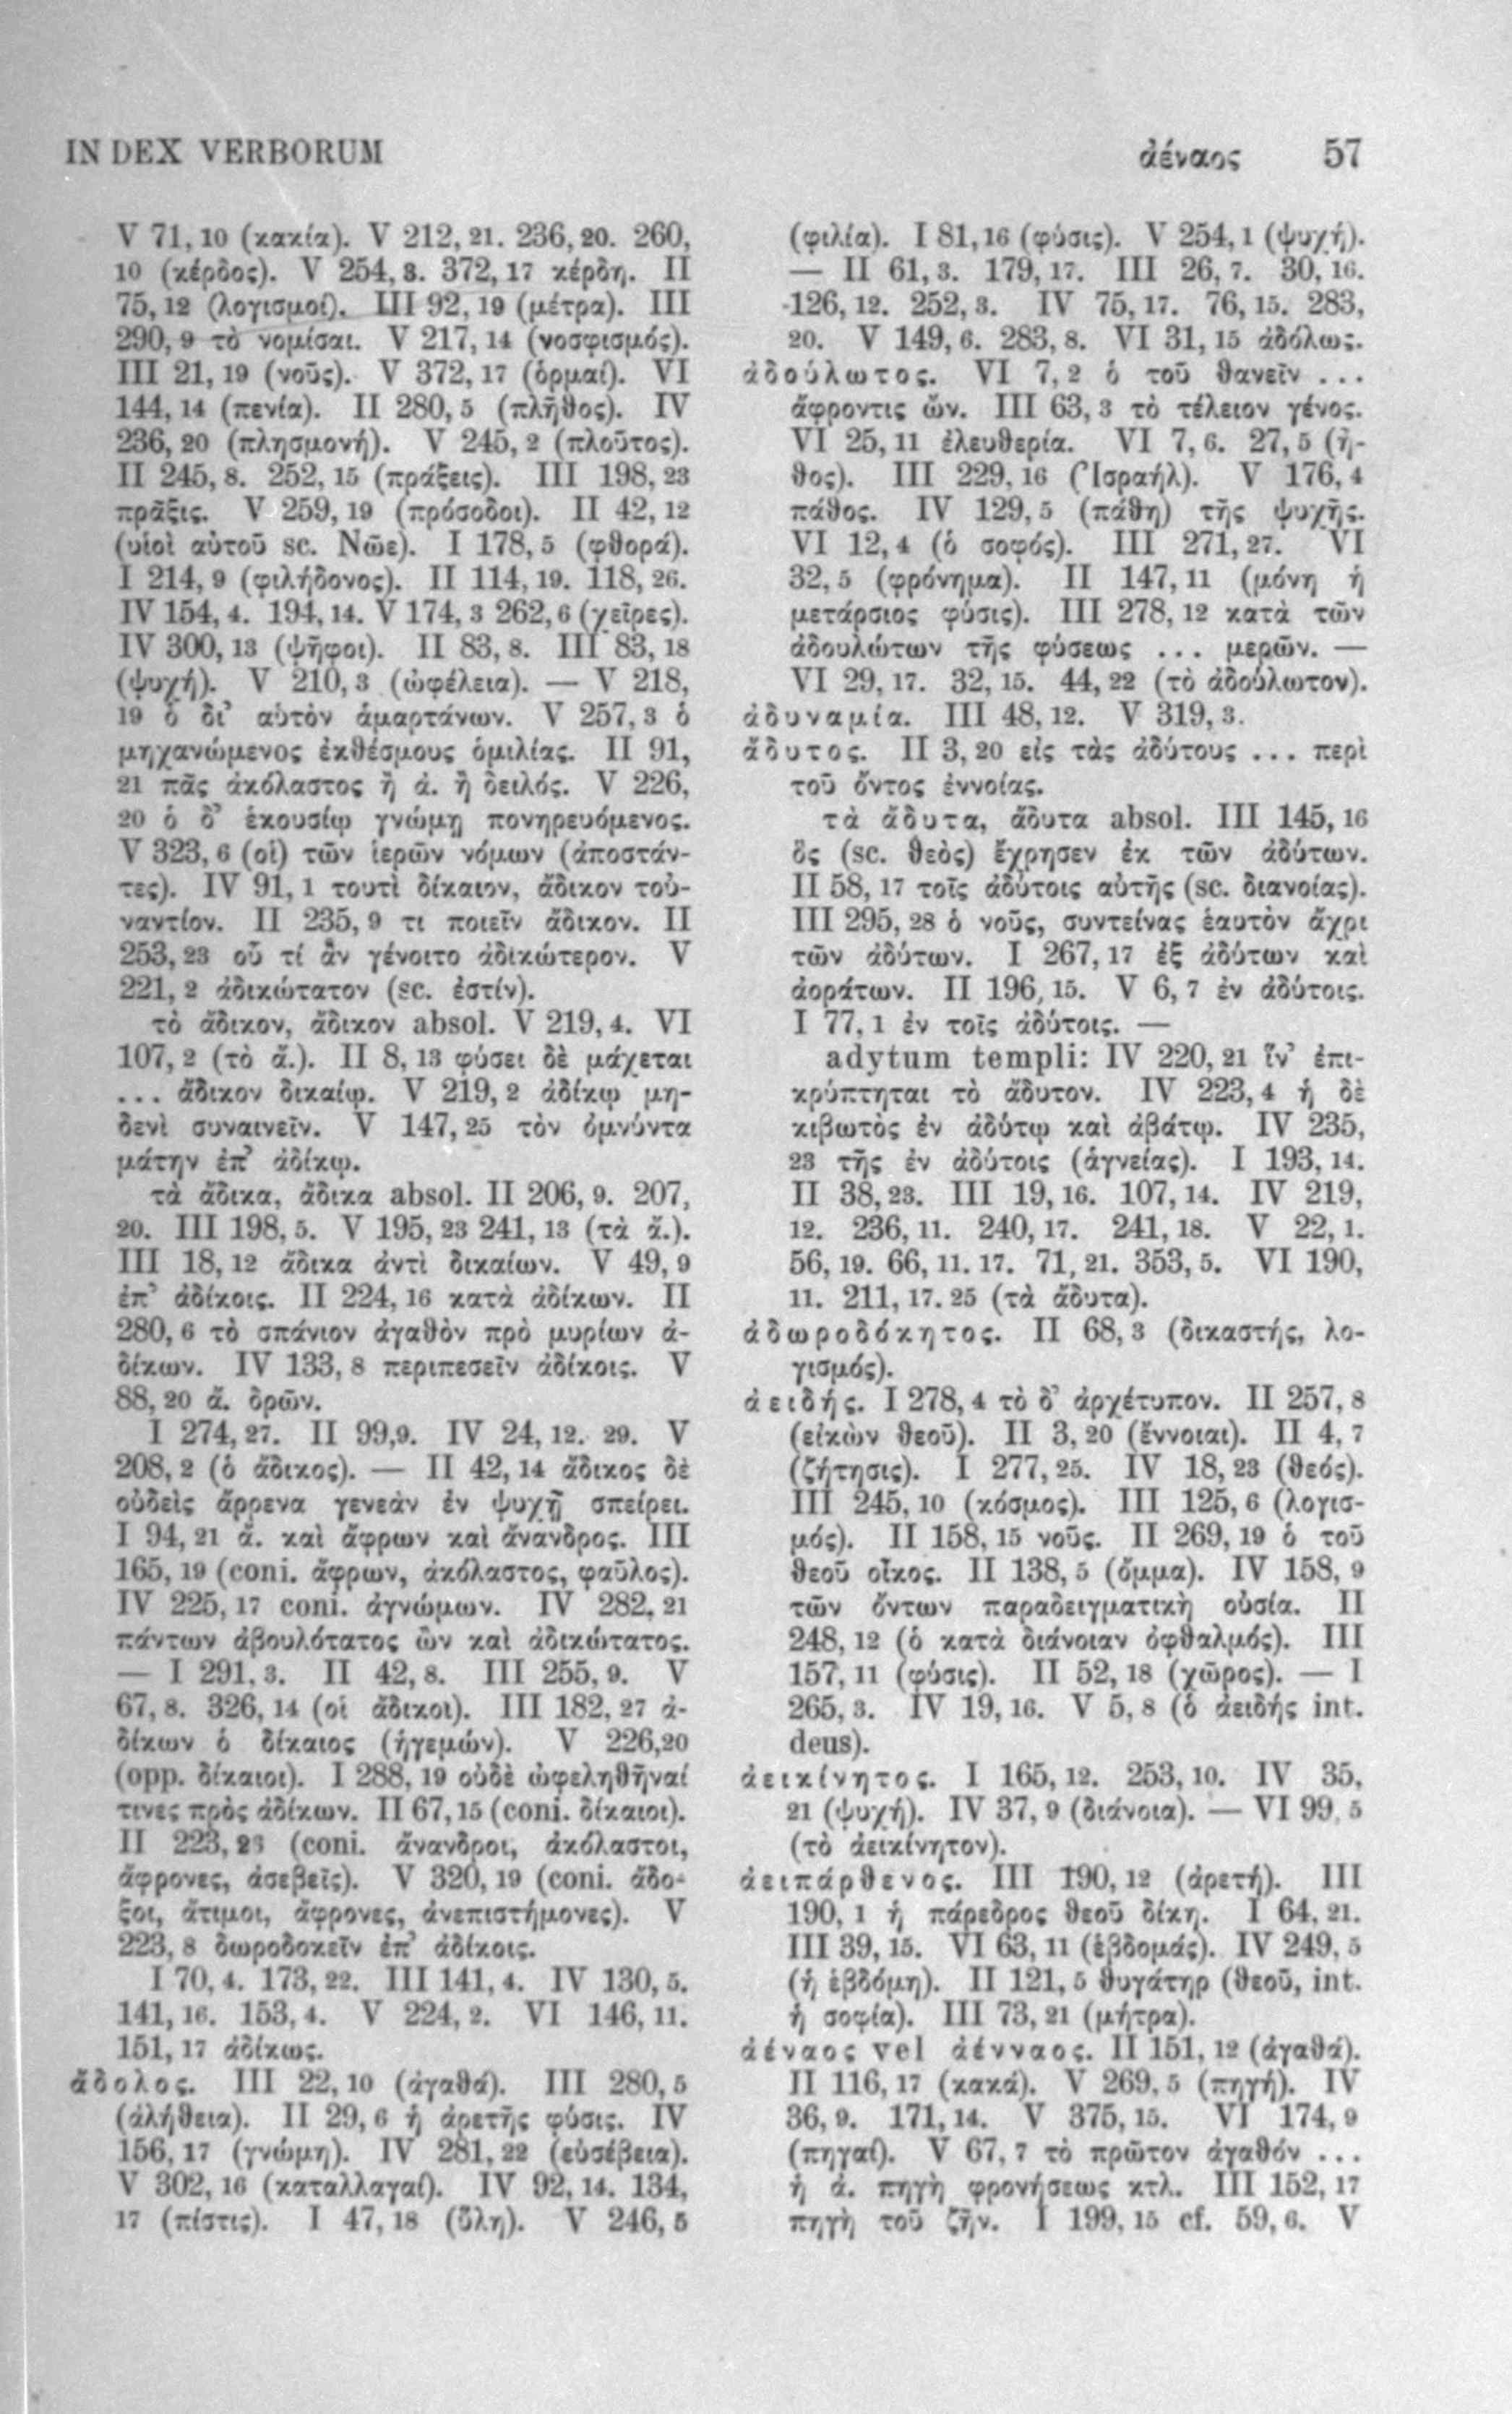 INDEX VERBORUM
ἀέναος 57
V 71, 10 (κακία). V 212, 21. 236, 20. 260,
10 (κέρδος). V 254, 8. 372, 17 κέρδη. II
75, 12 (λογισμοί). III 92, 19 (μέτρα). III
290, 9 τὸ νομίσαι. V 217, 14 (νοσφισμός).
III 21, 19 (νοῦς). V 372, 17 (ὁρμαί). VI
144, 14 (πενία). II 280, 5 (πλῆθος). IV
236, 20 (πλησμονή). V 245, 2 (πλοῦτος).
II 245, 8. 252, 15 (πράξεις). III 198, 23
πρᾶξις. V 259, 19 (πρόσοδοι). II 42, 12
(υἱοὶ αὐτοῦ sc. Νῶε). I 178, 5 (φθορά).
I 214, 9 (φιλήδονος). II 114, 19. 118, 26.
IV 154, 4. 194, 14. V 174, 3 262, 6 (χεῖρες).
IV 300, 13 (ψῆφοι). II 83, 8. III 83, 18
(ψυχή). V 210, 3 (ὠφέλεια). — V 218,
19 ὁ δι’ αὑτὸν ἁμαρτάνων. V 257, 3 ὁ
μηχανώμενος ἐκθέσμους ὁμιλίας. II 91,
21 πᾶς ἀκόλαστος ἢ ἀ. ἢ δειλός. V 226,
20 ὁ δ’ ἑκουσίῳ γνώμῃ πονηρευόμενος.
V 323, 6 (οἱ) τῶν ἱερῶν νόμων (ἀποστάν-
τες). IV 91, 1 τουτὶ δίκαιον, ἄδικον τοὐ-
ναντίον. II 235, 9 τι ποιεῖν ἄδικον. II
253, 23 οὗ τί ἂν γένοιτο ἀδικώτερον. V
221, 2 ἀδικώτατον (sc. ἐστίν).
τὸ ἄδικον, ἄδικον absol. V 219, 4. VI
107, 2 (τὸ ἄ.). II 8, 13 φύσει δὲ μάχεται
... ἄδικον δικαίῳ. V 219, 2 ἀδίκῳ μη-
δενὶ συναινεῖν. V 147, 25 τὸν ὀμνύντα
μάτην ἐπ’ ἀδίκῳ.
τὰ ἄδικα, ἄδικα absol. II 206, 9. 207,
20. III 198, 5. V 195, 23 241, 13 (τὰ ἄ.).
III 18, 12 ἄδικα ἀντὶ δικαίων. V 49, 9
ἐπ’ ἀδίκοις. II 224, 16 κατὰ ἀδίκων. II
280, 6 τὸ σπάνιον ἀγαθὸν πρὸ μυρίων ἀ-
δίκων. IV 133, 8 περιπεσεῖν ἀδίκοις. V
88, 20 ἄ. δρῶν.
I 274, 27. II 99, 9. IV 24, 12. 29. V
208, 2 (ὁ ἄδικος). — II 42, 14 ἄδικος δὲ
οὐδεὶς ἄρρενα γενεὰν ἐν ψυχῇ σπείρει.
I 94, 21 ἄ. καὶ ἄφρων καὶ ἄνανδρος. III
165, 19 (coni. ἄφρων, ἀκόλαστος, φαῦλος).
IV 225, 17 coni. ἀγνώμων. IV 282, 21
πάντων ἀβουλότατος ὢν καὶ ἀδικώτατος.
— I 291, 3. II 42, 8. III 255, 9. V
67, 8. 326, 14 (οἱ ἄδικοι). III 182, 27 ἀ-
δίκων ὁ δίκαιος (ἡγεμών). V 226, 20
(opp. δίκαιοι). I 288, 19 οὐδὲ ὠφεληθῆναί
τινες πρὸς ἀδίκων. II 67, 15 (coni. δίκαιοι).
II 223, 23 (coni. ἄνανδροι, ἀκόλαστοι,
ἄφρονες, ἀσεβεῖς). V 320, 19 (coni. ἄδο-
ξοι, ἄτιμοι, ἄφρονες, ἀνεπιστήμονες). V
223, 8 δωροδοκεῖν ἐπ’ ἀδίκοις.
I 70, 4. 173, 22. III 141, 4. IV 130, 5.
141, 16. 153, 4. V 224, 2. VI 146, 11.
151, 17 ἀδίκως.
ἄδολος. III 22, 10 (ἀγαθά). III 280, 5
(ἀλήθεια). II 29, 6 ἡ ἀρετῆς φύσις. IV
156, 17 (γνώμη). IV 281, 22 (εὐσέβεια).
V 302, 16 (καταλλαγαί). IV 92, 14. 134,
17 (πίστις). I 47, 18 (ὕλη). V 246, 5
(φιλία). I 81, 16 (φύσις). V 254, 1 (ψυχή).
— II 61, 3. 179, 17. III 26, 7. 30, 16.
126, 12. 252, 3. IV 75, 17. 76, 15. 283,
20. V 149, 6. 283, 8. VI 31, 15 ἀδόλως.
ἀδούλωτος. VI 7, 2 ὁ τοῦ θανεῖν ...
ἄφροντις ὤν. III 63, 3 τὸ τέλειον γένος.
VI 25, 11 ἐλευθερία. VI 7, 6. 27, 5 (ἦ-
θος). III 229, 16 (Ἰσραήλ). V 176, 4
πάθος. IV 129, 5 (πάθη) τῆς ψυχῆς.
VI 12, 4 (ὁ σοφός). III 271, 27. VI
32, 5 (φρόνημα). II 147, 11 (μόνη ἡ
μετάρσιος φύσις). III 278, 12 κατὰ τῶν
ἀδουλώτων τῆς φύσεως ... μερῶν. —
VI 29, 17. 32, 15. 44, 22 (τὸ ἀδούλωτον).
ἀδυναμία. III 48, 12. V 319, 3.
ἄδυτος. II 3, 20 εἰς τὰς ἀδύτους ... περὶ
τοῦ ὄντος ἐννοίας.
τὰ ἄδυτα, ἄδυτα absol. III 145, 16
ὃς (sc. θεὸς) ἔχρησεν ἐκ τῶν ἀδύτων.
II 58, 17 τοῖς ἀδύτοις αὐτῆς (sc. διανοίας).
III 295, 28 ὁ νοῦς, συντείνας ἑαυτὸν ἄχρι
τῶν ἀδύτων. I 267, 17 ἐξ ἀδύτων καὶ
ἀοράτων. II 196, 15. V 6, 7 ἐν ἀδύτοις.
I 77, 1 ἐν τοῖς ἀδύτοις. —
adytum templi: IV 220, 21 ἵν’ ἐπι-
κρύπτηται τὸ ἄδυτον. IV 223, 4 ἡ δὲ
κιβωτὸς ἐν ἀδύτῳ καὶ ἀβάτῳ. IV 235,
23 τῆς ἐν ἀδύτοις (ἁγνείας). I 193, 14.
II 38, 23. III 19, 16. 107, 14. IV 219,
12. 236, 11. 240, 17. 241, 18. V 22, 1.
56, 19. 66, 11. 17. 71, 21. 353, 5. VI 190,
11. 211, 17. 25 (τὰ ἄδυτα).
ἀδωροδόκητος. II 68, 3 (δικαστής, λο-
γισμός).
ἀειδής. I 278, 4 τὸ δ’ ἀρχέτυπον. II 257, 8
(εἰκὼν θεοῦ). II 3, 20 (ἔννοιαι). II 4, 7
(ζήτησις). I 277, 25. IV 18, 23 (θεός).
III 245, 10 (κόσμος). III 125, 6 (λογισ-
μός). II 158, 15 νοῦς. II 269, 19 ὁ τοῦ
θεοῦ οἶκος. II 138, 5 (ὄμμα). IV 158, 9
τῶν ὄντων παραδειγματικὴ οὐσία. II
248, 12 (ὁ κατὰ διάνοιαν ὀφθαλμός). III
157, 11 (φύσις). II 52, 18 (χῶρος). — I
265, 3. IV 19, 16. V 5, 8 (ὁ ἀειδής int.
deus).
ἀεικίνητος. I 165, 12. 253, 10. IV 35,
21 (ψυχή). IV 37, 9 (διάνοια). — VI 99, 5
(τὸ ἀεικίνητον).
ἀειπάρθενος. III 190, 12 (ἀρετή). III
190, 1 ἡ πάρεδρος θεοῦ δίκη. I 64, 21.
III 39, 15. VI 63, 11 (ἑβδομάς). IV 249, 5
(ἡ ἑβδόμη). II 121, 5 θυγάτηρ (θεοῦ, int.
ἡ σοφία). III 73, 21 (μήτρα).
ἀέναος vel ἀένναος. II 151, 12 (ἀγαθά).
II 116, 17 (κακά). V 269, 5 (πηγή). IV
36, 9. 171, 14. V 375, 15. VI 174, 9
(πηγαί). V 67, 7 τὸ πρῶτον ἀγαθόν ...
ἡ ἀ. πηγὴ φρονήσεως κτλ. III 152, 17
πηγὴ τοῦ ζῆν. I 199, 15 cf. 59, 6. V